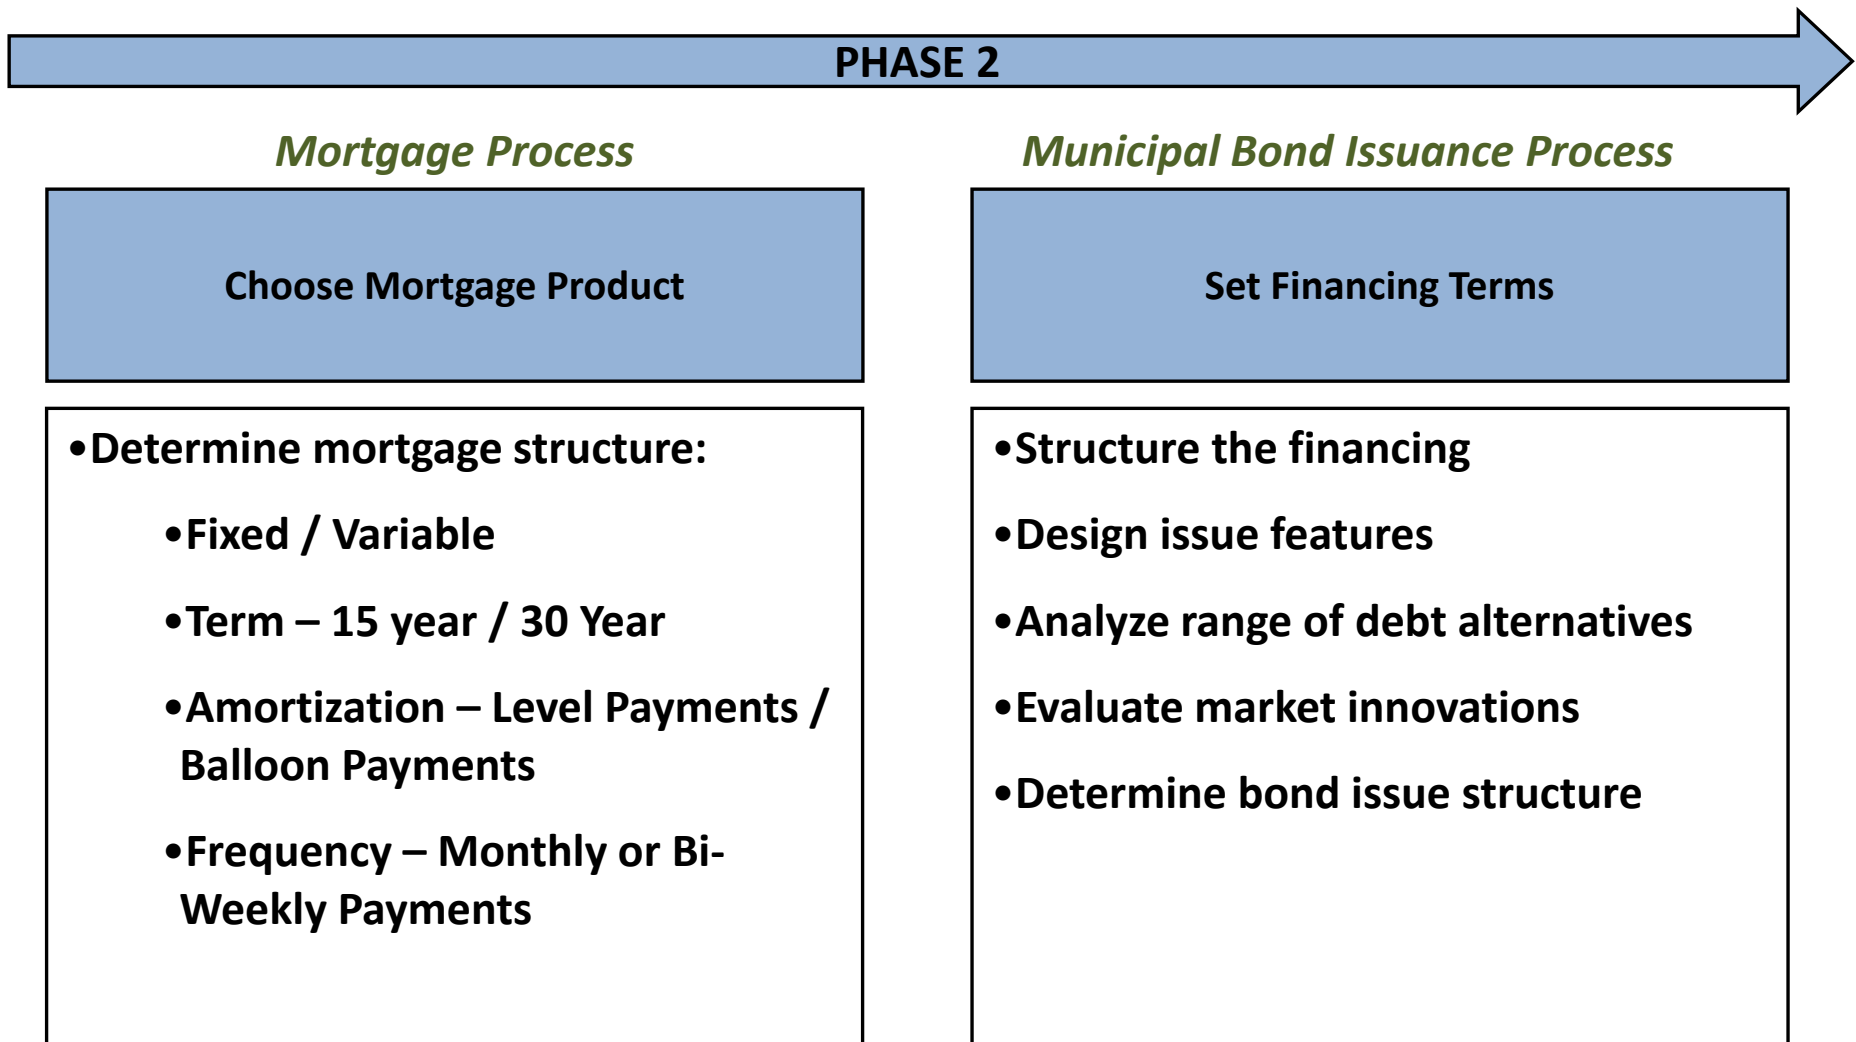 PHASE 2
Mortgage Process
Municipal Bond Issuance Process
Choose Mortgage Product
Set Financing Terms
•Determine mortgage structure:
•Fixed / Variable
•Term – 15 year / 30 Year
•Amortization – Level Payments /
Balloon Payments
•Frequency – Monthly or Bi-
Weekly Payments
•Structure the financing
•Design issue features
•Analyze range of debt alternatives
•Evaluate market innovations
•Determine bond issue structure